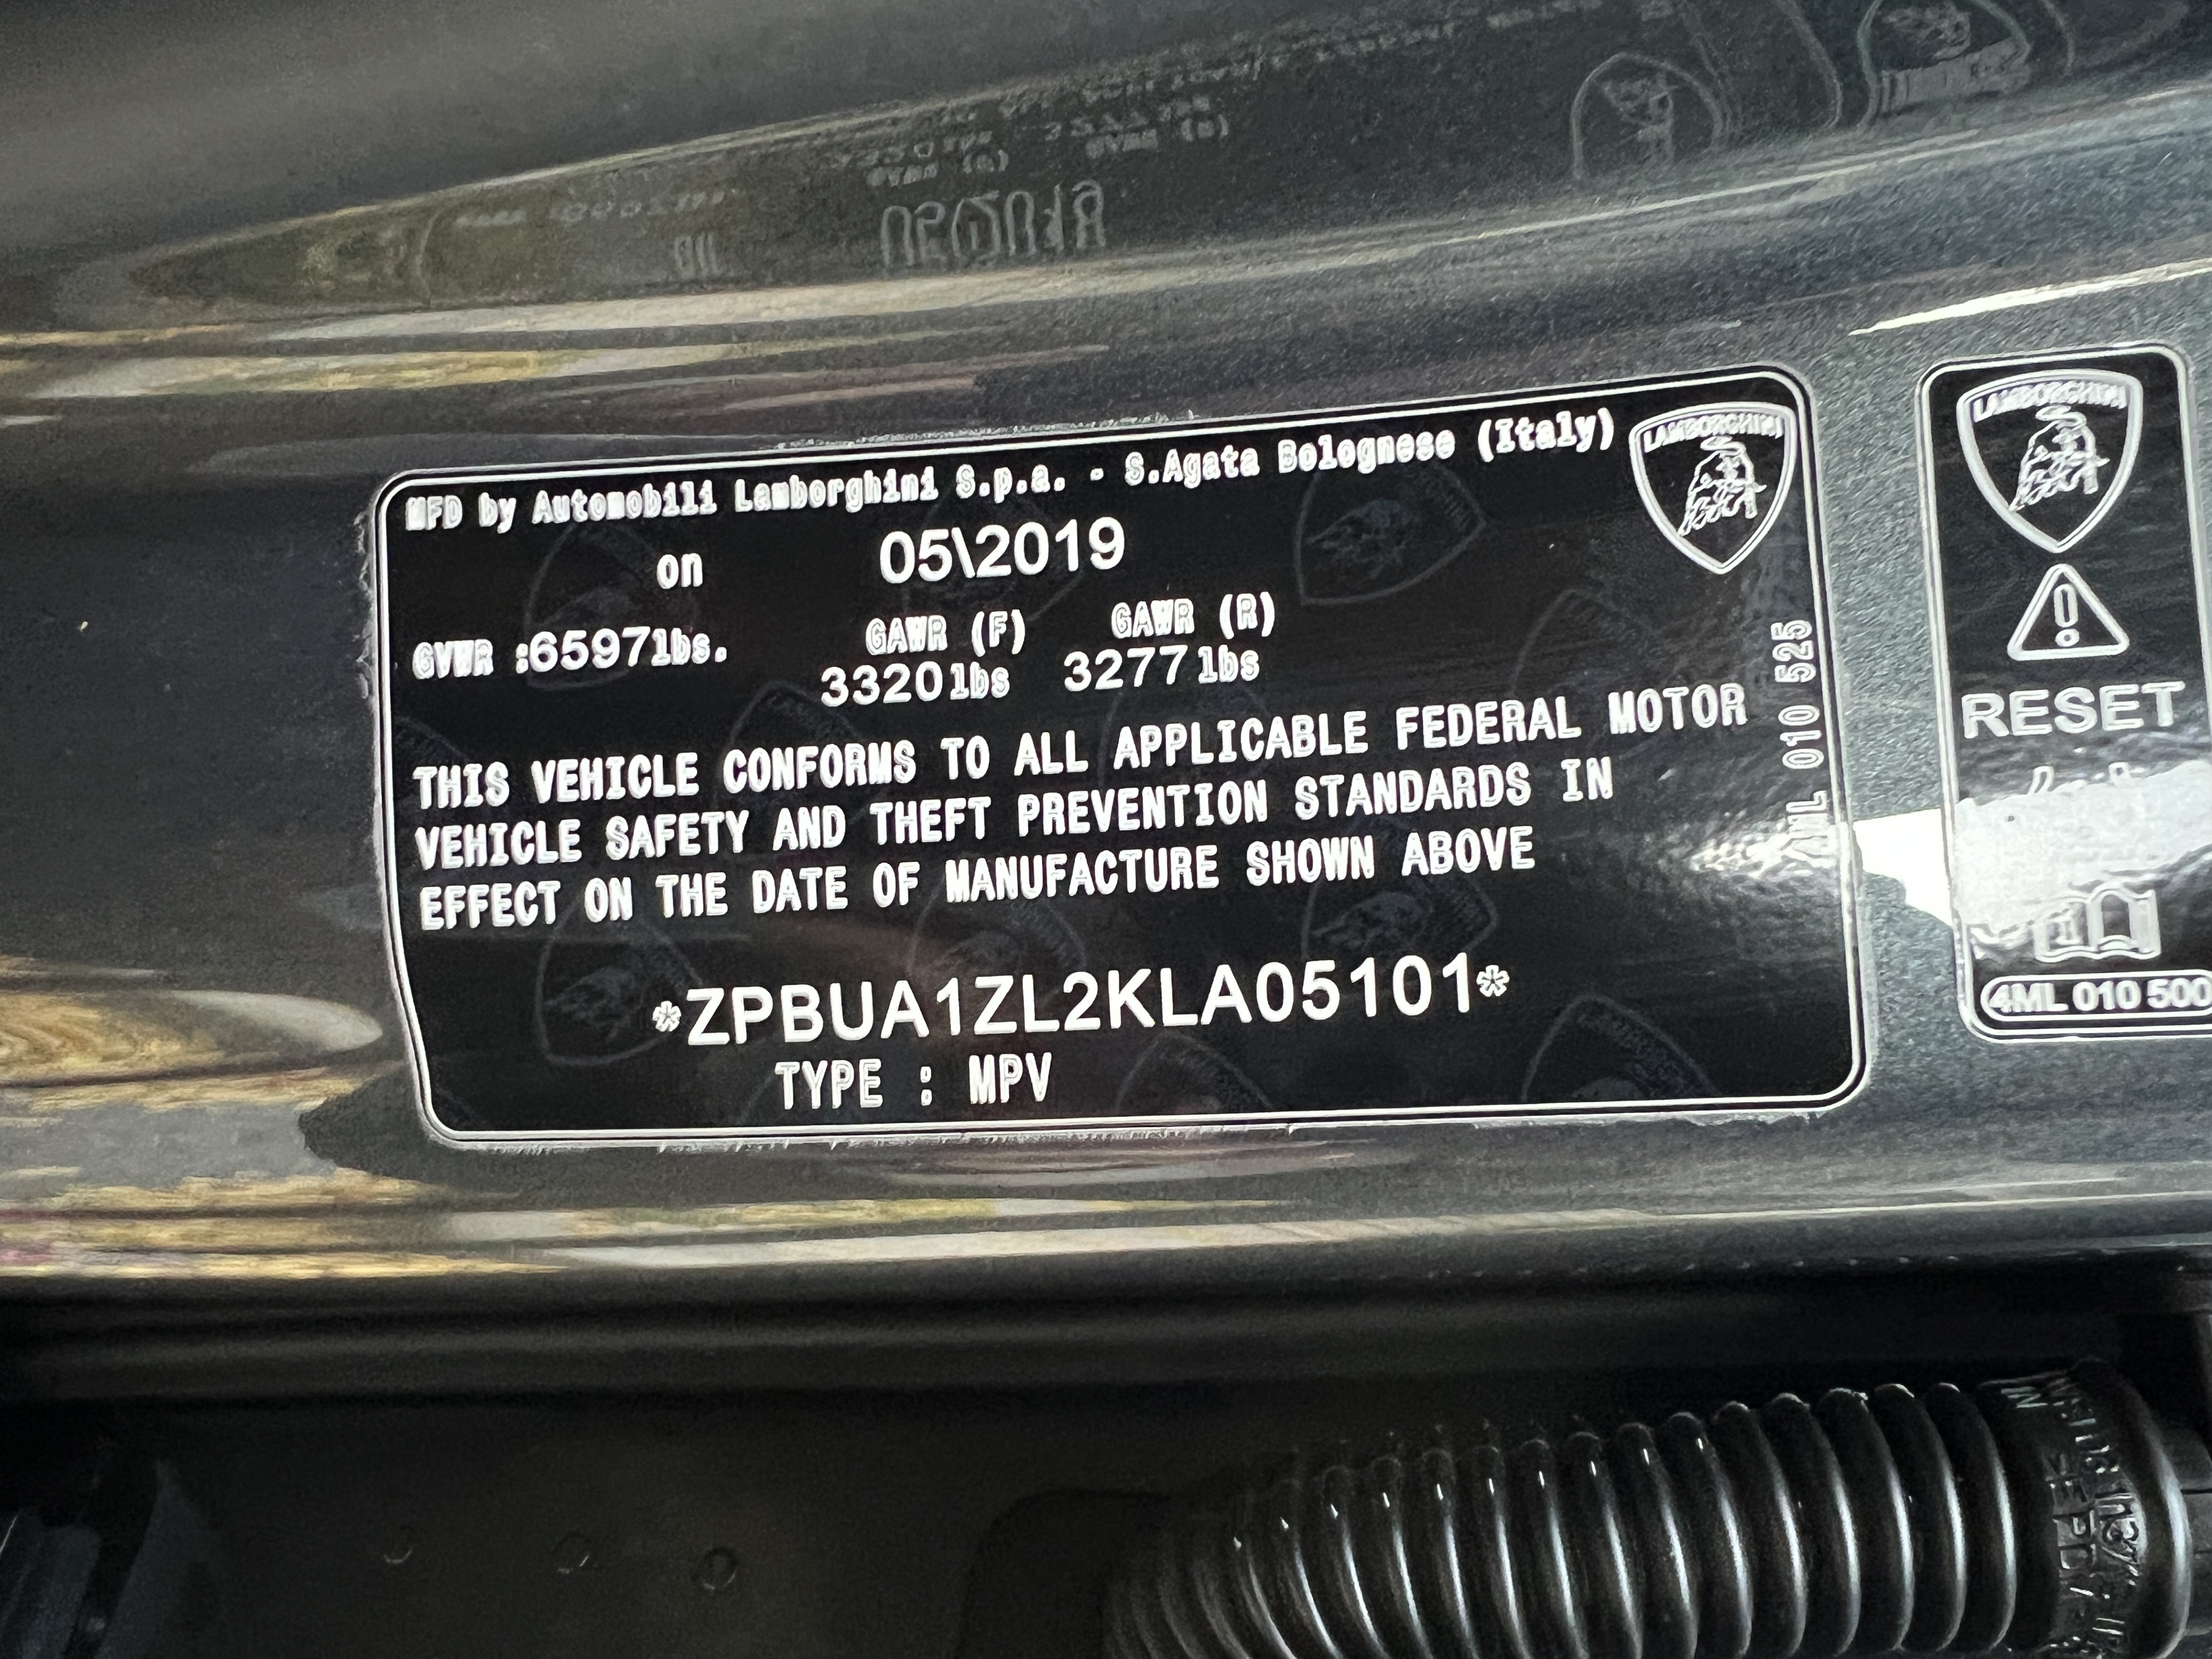 MFD by Automobili Lamborghini S.p.a. - S.Agata Bolognese (Italy)
LAMBORGHINI
on 05\2019
GVWR :6597lbs.
GAWR (F) GAWR (R)
3320lbs 3277lbs
THIS VEHICLE CONFORMS TO ALL APPLICABLE FEDERAL MOTOR
VEHICLE SAFETY AND THEFT PREVENTION STANDARDS IN
EFFECT ON THE DATE OF MANUFACTURE SHOWN ABOVE
*ZPBUA1ZL2KLA05101*
TYPE : MPV
010 525
LAMBORGHINI
RESET
4ML 010 500